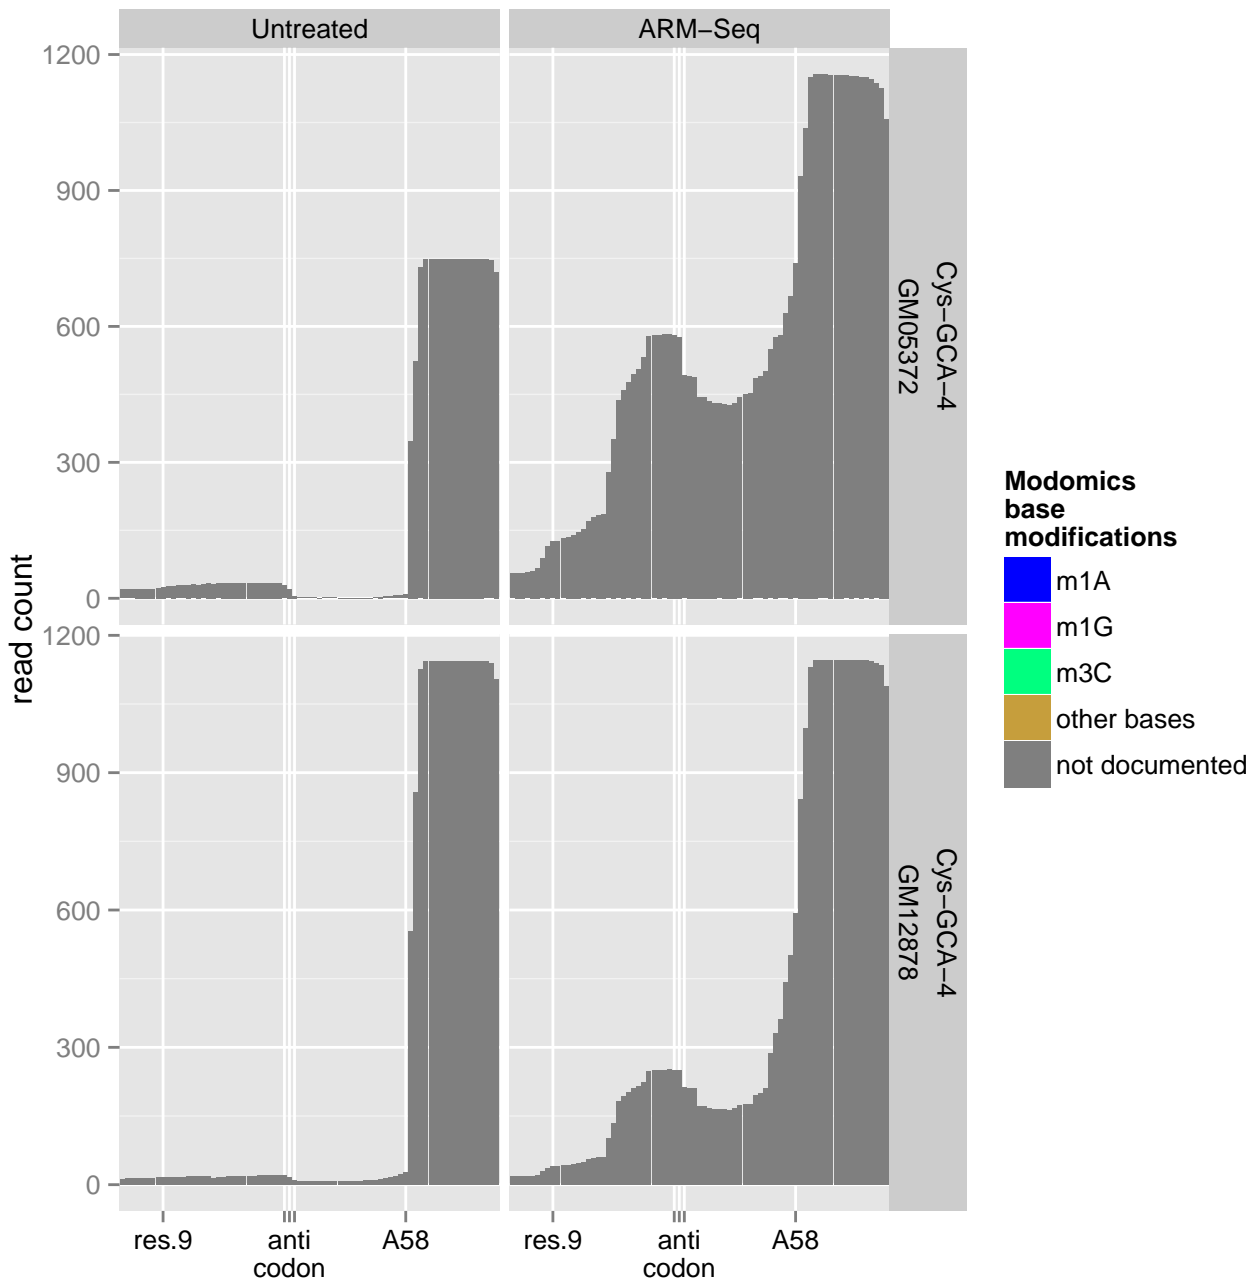 Untreated
ARM−Seq
1200
900
600
300
0
Cys−GCA−4
GM05372
1200
900
600
300
0
Cys−GCA−4
GM12878
read count
res.9
anti
codon
A58
res.9
anti
codon
A58
Modomics
base
modifications
m1A
m1G
m3C
other bases
not documented